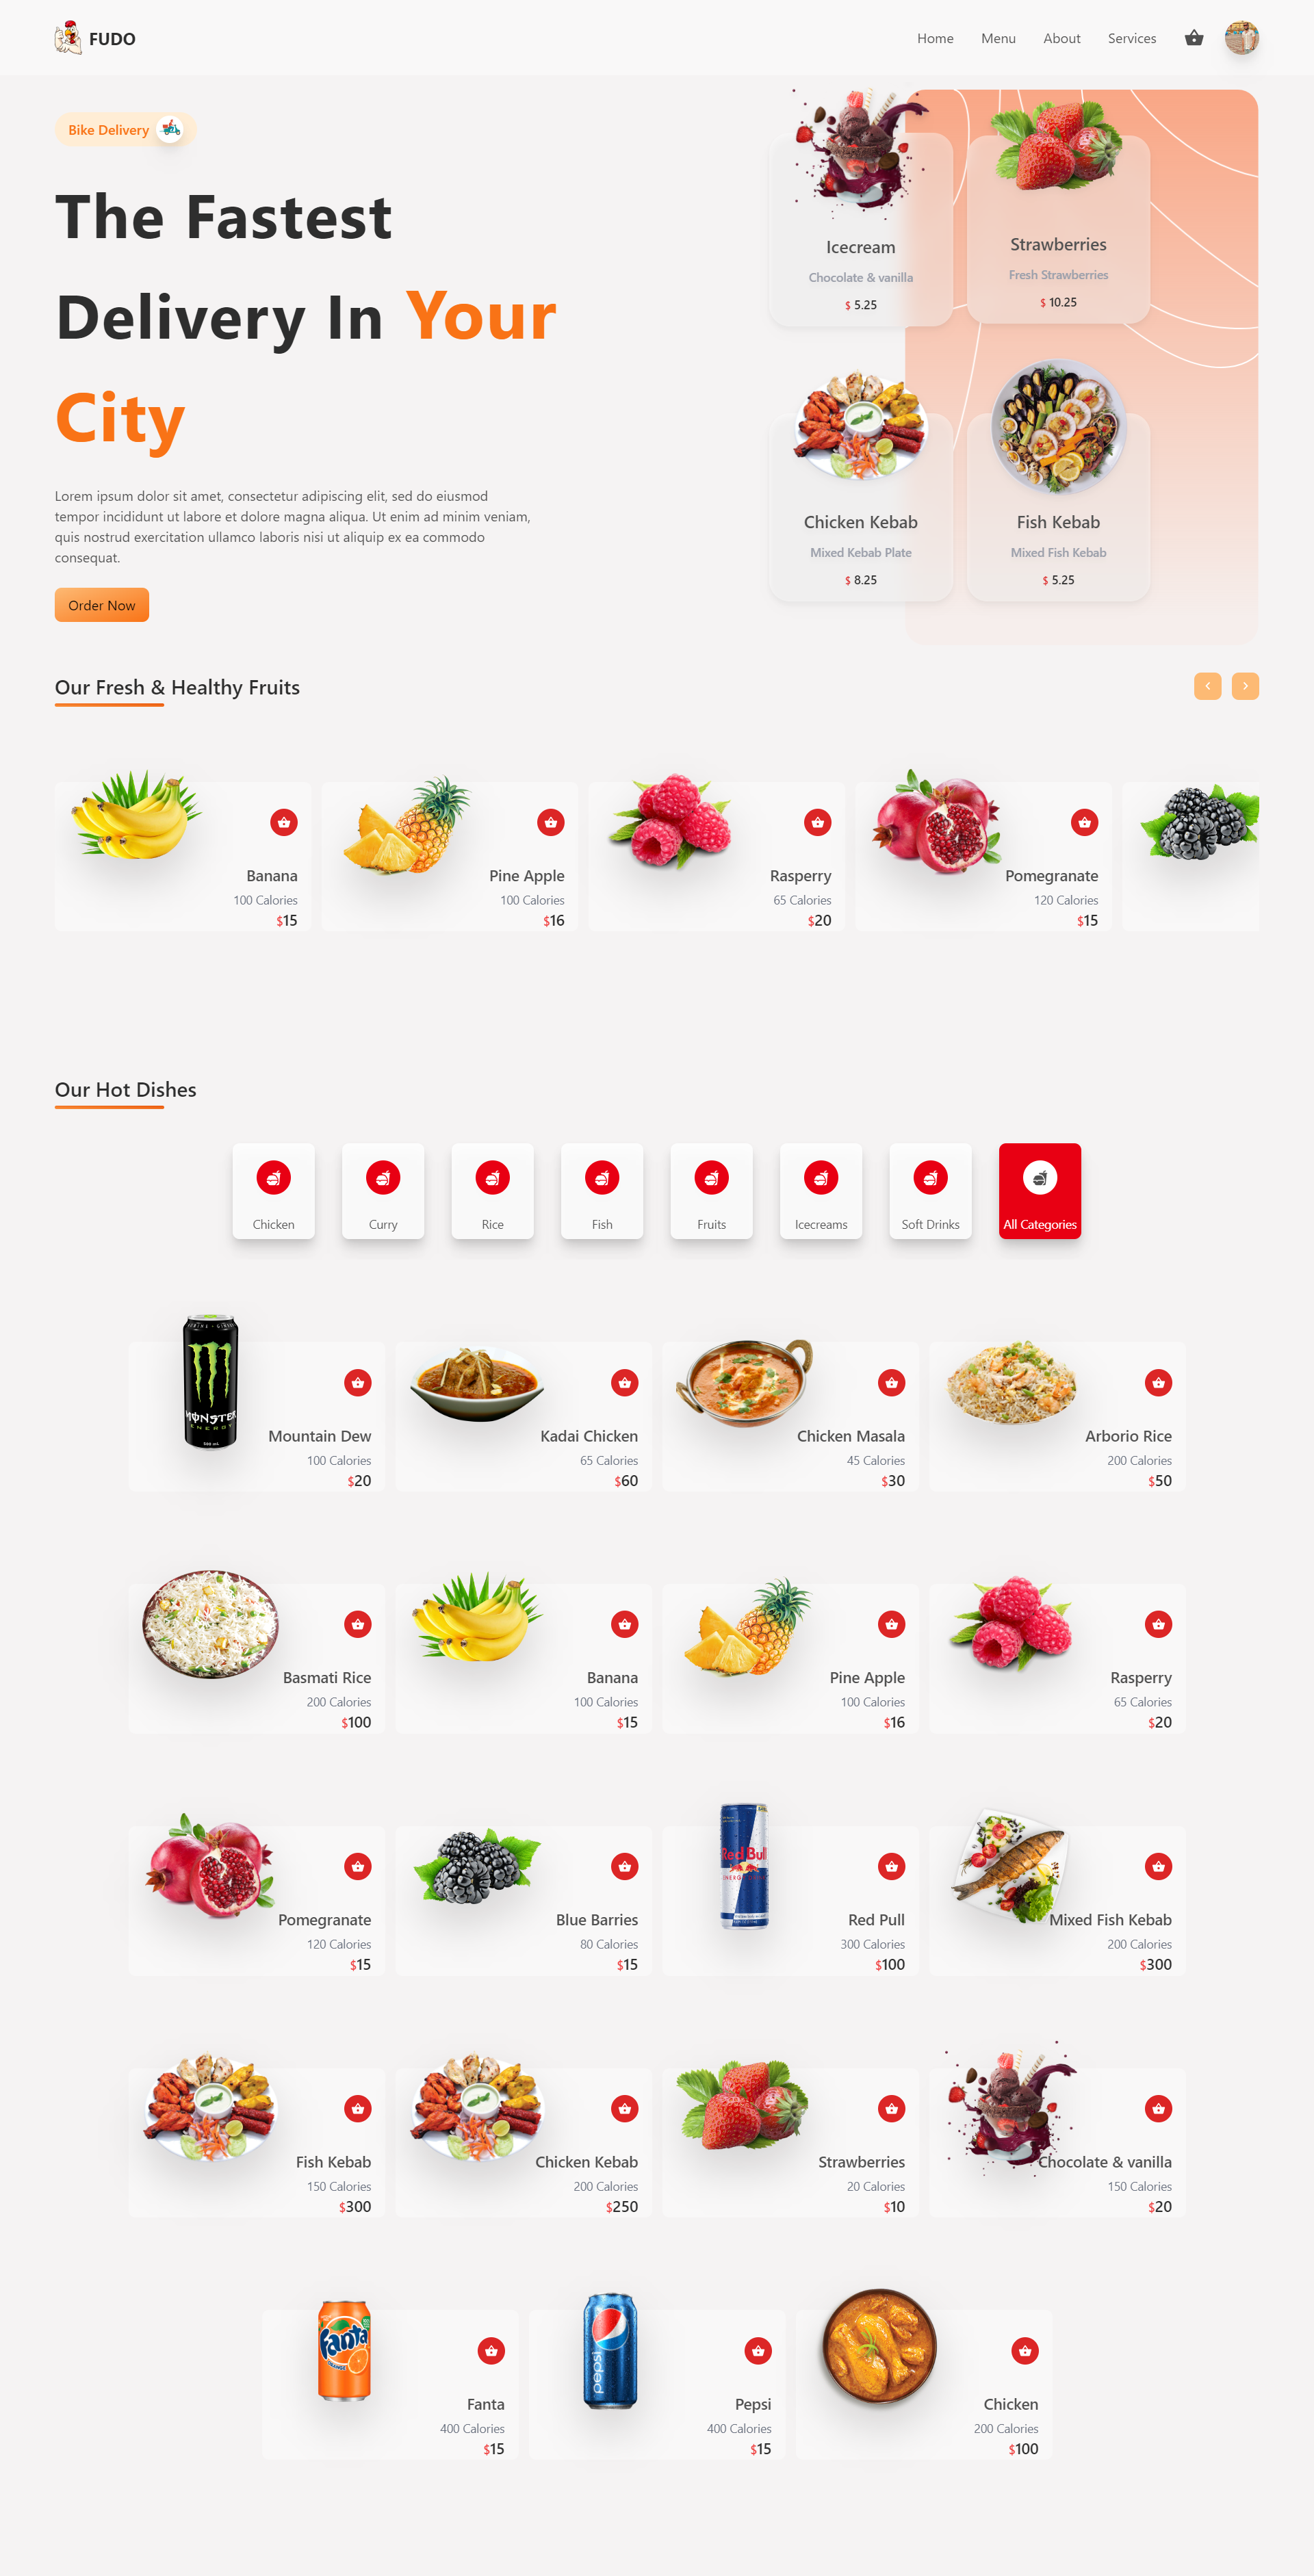 FUDO
Home
Menu
About
Services
Bike Delivery
The Fastest
Delivery In Your
City
Lorem ipsum dolor sit amet, consectetur adipiscing elit, sed do eiusmod
tempor incididunt ut labore et dolore magna aliqua. Ut enim ad minim veniam,
quis nostrud exercitation ullamco laboris nisi ut aliquip ex ea commodo
consequat.
Order Now
Icecream
Chocolate & vanilla
$ 5.25
Strawberries
Fresh Strawberries
$ 10.25
Chicken Kebab
Mixed Kebab Plate
$ 8.25
Fish Kebab
Mixed Fish Kebab
$ 5.25
Our Fresh & Healthy Fruits
Banana
100 Calories
$15
Pine Apple
100 Calories
$16
Rasperry
65 Calories
$20
Pomegranate
120 Calories
$15
Our Hot Dishes
Chicken
Curry
Rice
Fish
Fruits
Icecreams
Soft Drinks
All Categories
MONSTER
ENERGY
Mountain Dew
100 Calories
$20
Kadai Chicken
65 Calories
$60
Chicken Masala
45 Calories
$30
Arborio Rice
200 Calories
$50
Basmati Rice
200 Calories
$100
Banana
100 Calories
$15
Pine Apple
100 Calories
$16
Rasperry
65 Calories
$20
Pomegranate
120 Calories
$15
Blue Barries
80 Calories
$15
Red Bull
Red Pull
300 Calories
$100
Mixed Fish Kebab
200 Calories
$300
Fish Kebab
150 Calories
$300
Chicken Kebab
200 Calories
$250
Strawberries
20 Calories
$10
Chocolate & vanilla
150 Calories
$20
Fanta
Fanta
400 Calories
$15
pepsi
Pepsi
400 Calories
$15
Chicken
200 Calories
$100